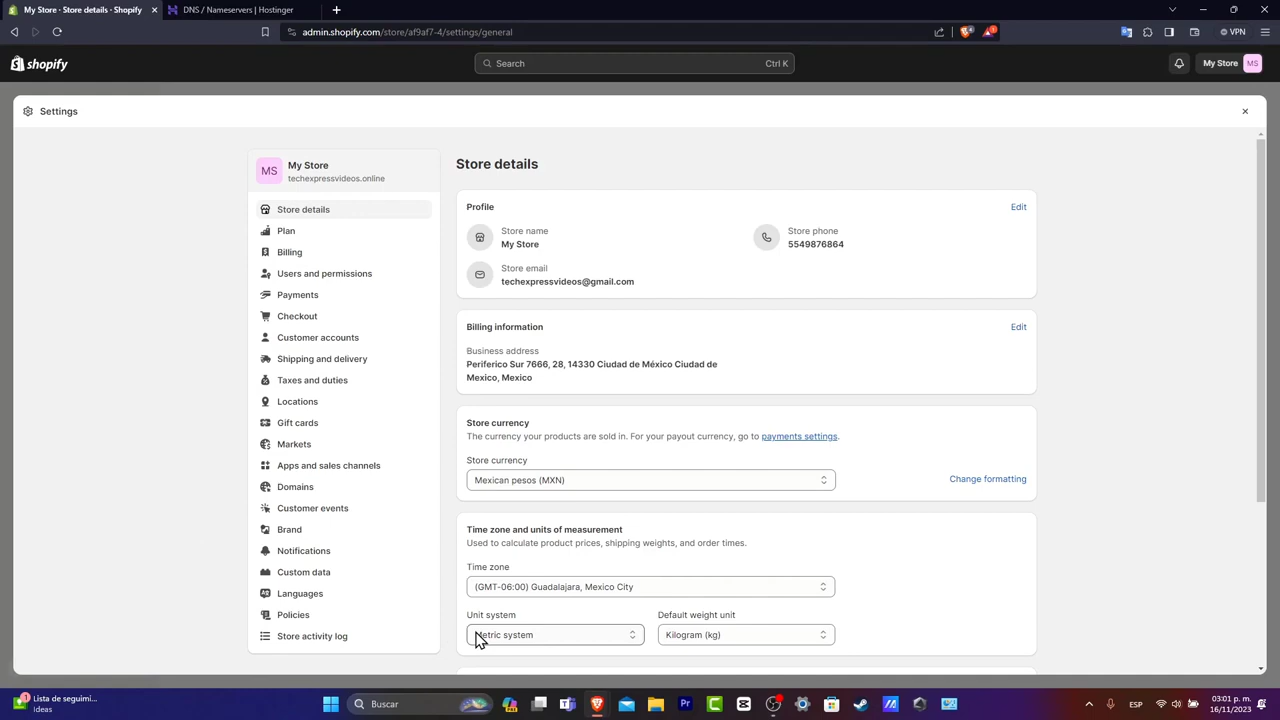 My Store · Store details · Shopify
DNS / Nameservers | Hostinger
admin.shopify.com/store/af9af7-4/settings/general
VPN
shopify
Search
Ctrl K
My Store
MS
Settings
MS
My Store
techexpressvideos.online
Store details
Plan
Billing
Users and permissions
Payments
Checkout
Customer accounts
Shipping and delivery
Taxes and duties
Locations
Gift cards
Markets
Apps and sales channels
Domains
Customer events
Brand
Notifications
Custom data
Languages
Policies
Store activity log
Store details
Profile
Edit
Store name
My Store
Store phone
5549876864
Store email
techexpressvideos@gmail.com
Billing information
Edit
Business address
Periferico Sur 7666, 28, 14330 Ciudad de México Ciudad de
Mexico, Mexico
Store currency
The currency your products are sold in. For your payout currency, go to payments settings.
Store currency
Mexican pesos (MXN)
Change formatting
Time zone and units of measurement
Used to calculate product prices, shipping weights, and order times.
Time zone
(GMT-06:00) Guadalajara, Mexico City
Unit system
Default weight unit
Metric system
Kilogram (kg)
Lista de seguimi...
Ideas
Buscar
ESP
03:01 p. m.
16/11/2023